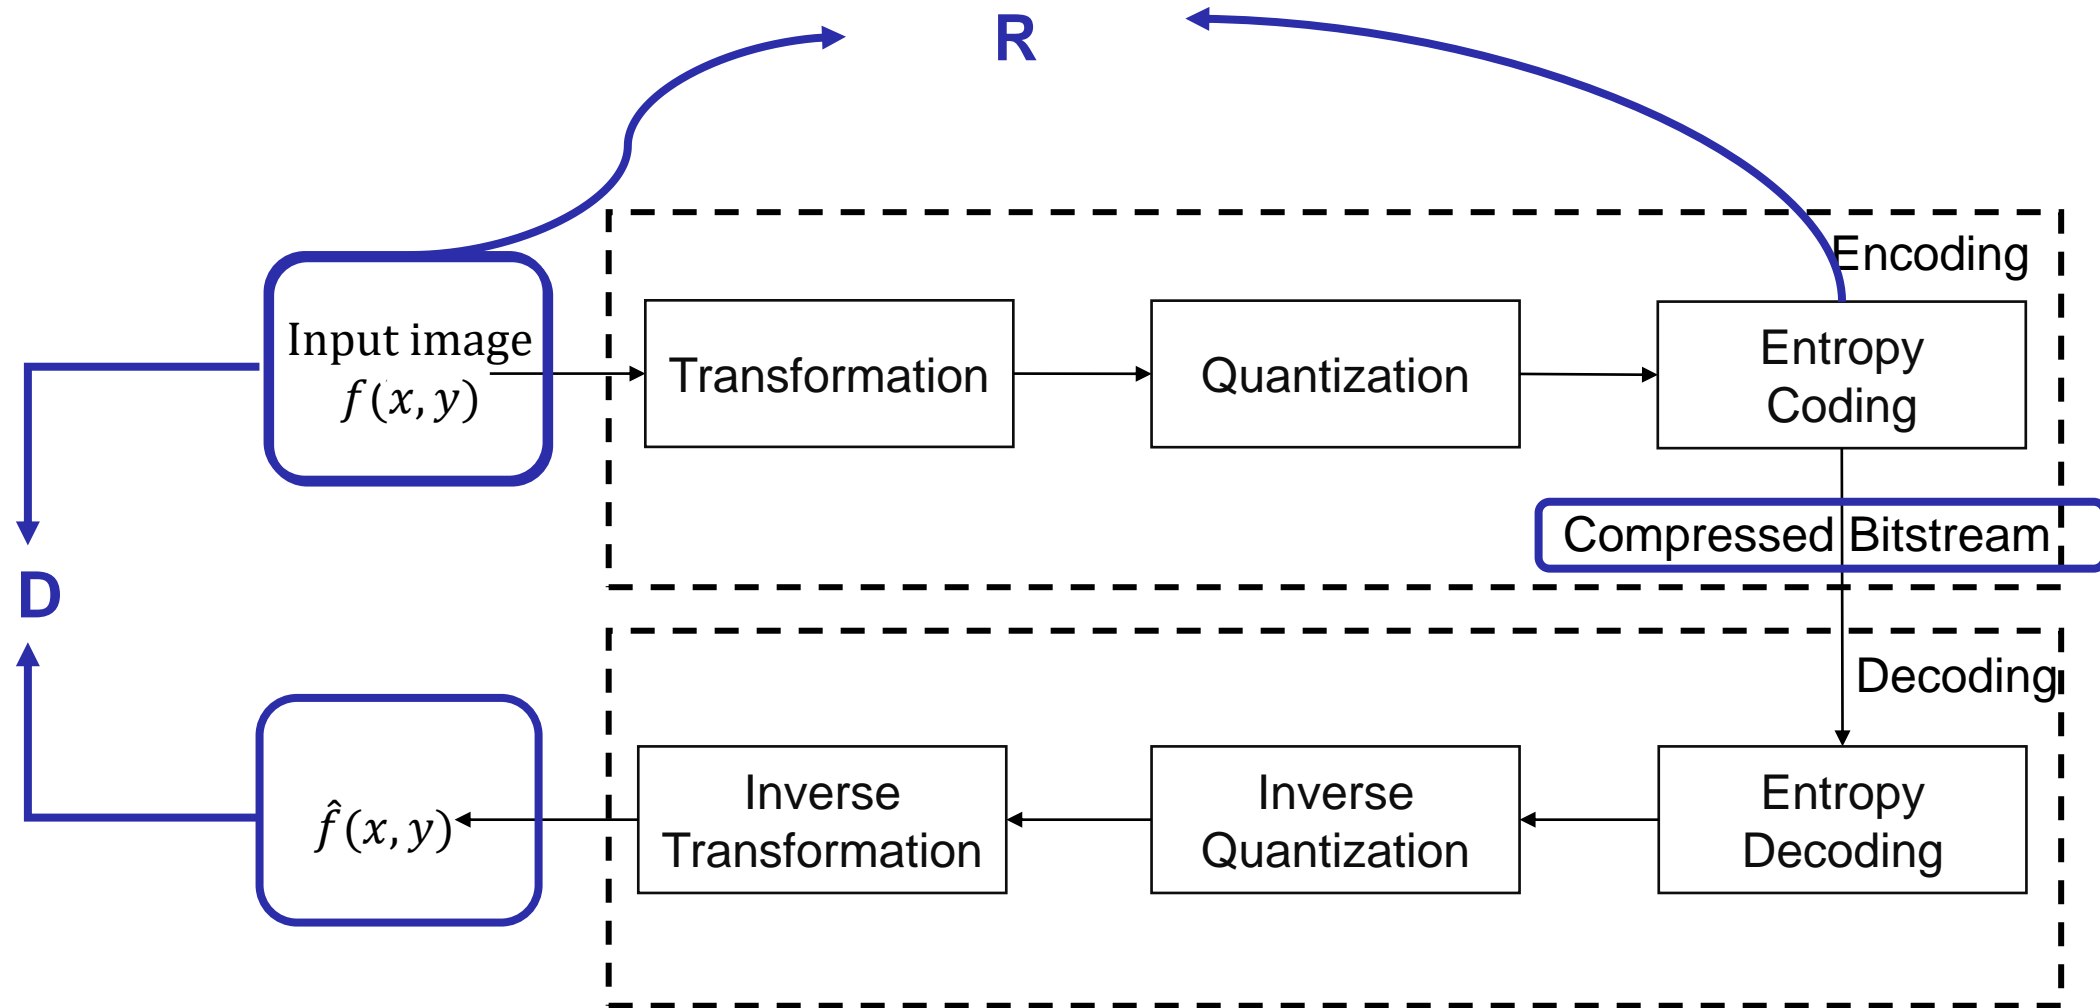 R
Encoding
Input image
f(x, y)
Transformation
Quantization
Entropy
Coding
Compressed Bitstream
D
Decoding
f̂(x, y)
Inverse
Transformation
Inverse
Quantization
Entropy
Decoding